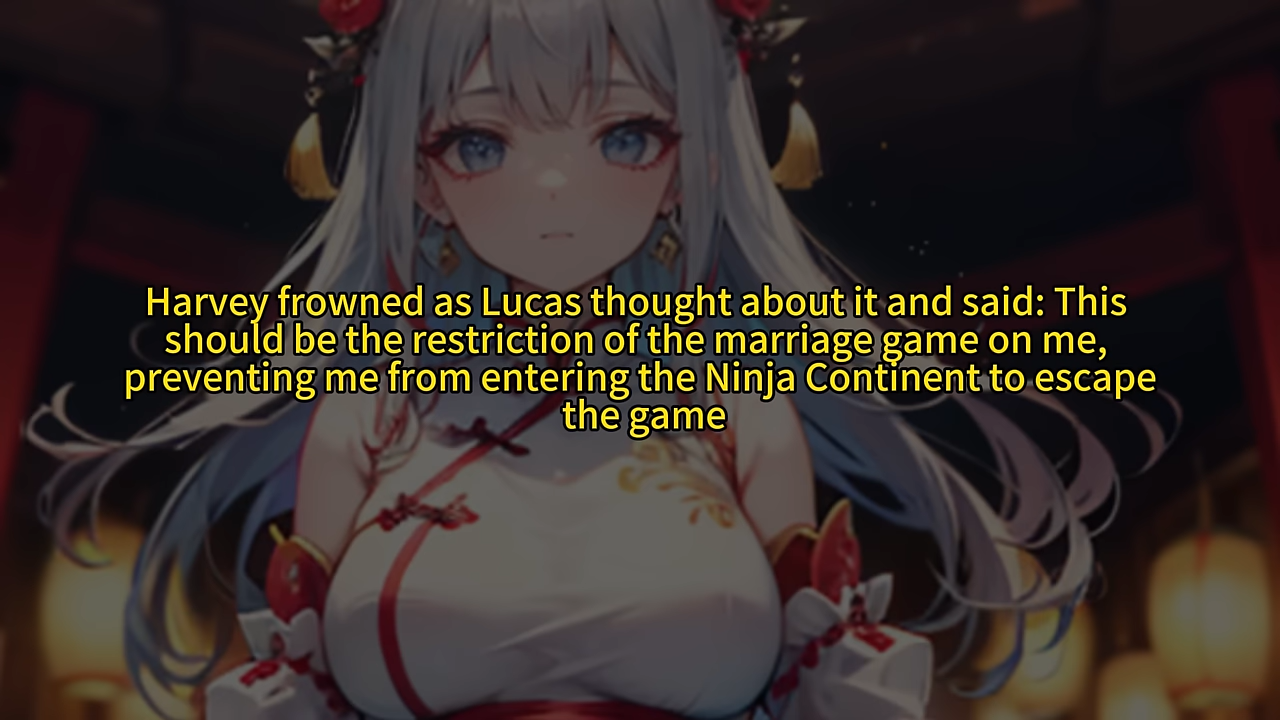 Harvey frowned as Lucas thought about it and said: This
should be the restriction of the marriage game on me,
preventing me from entering the Ninja Continent to escape
the game